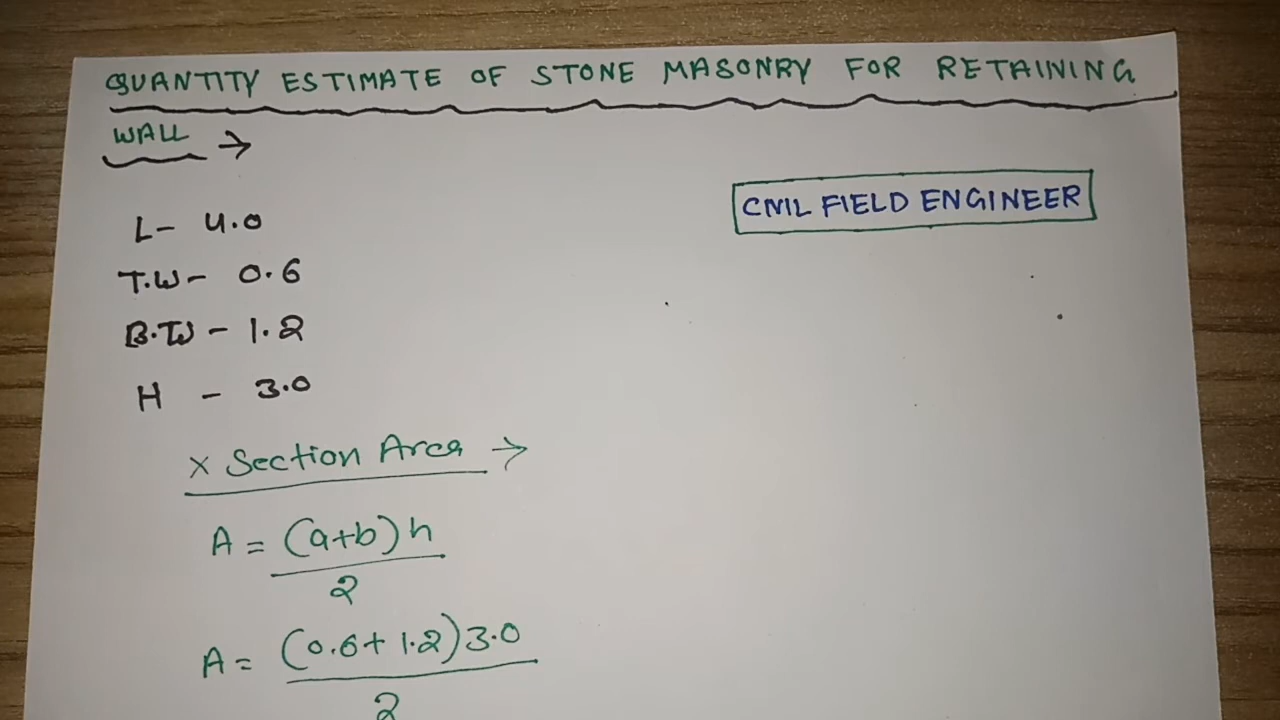 QUANTITY ESTIMATE OF STONE MASONRY FOR RETAINING
WALL →
CIVIL FIELD ENGINEER
L- 4.0
T.W- 0.6
B.W - 1.2
H - 3.0
X Section Area →
A = (a+b)h
2
A = (0.6+1.2)3.0
2